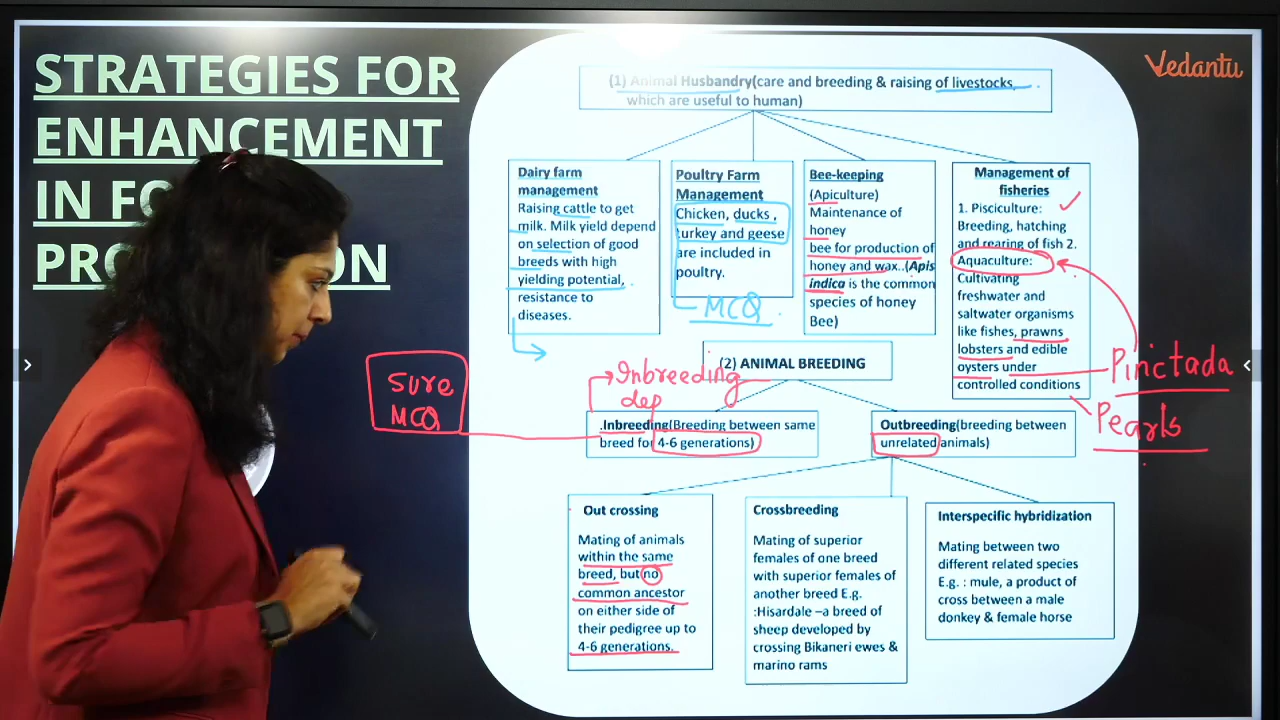 STRATEGIES FOR
ENHANCEMENT
IN
Vedantu
(1) Animal Husbandry(care and breeding & raising of livestocks,
which are useful to human)
Dairy farm
management
Raising cattle to get
milk. Milk yield depend
on selection of good
breeds with high
yielding potential,
resistance to
diseases.
Poultry Farm
Management
Chicken, ducks ,
turkey and geese
are included in
poultry.
MCQ
Bee-keeping
(Apiculture)
Maintenance of
honey
bee for production of
honey and wax..(Apis
indica is the common
species of honey
Bee)
Management of
fisheries
1. Pisciculture:
Breeding, hatching
and rearing of fish 2.
Aquaculture:
Cultivating
freshwater and
saltwater organisms
like fishes, prawns
lobsters and edible
oysters under
controlled conditions
Pinctada
Pearls
(2) ANIMAL BREEDING
Inbreeding
dep
Sure
MCQ
.Inbreeding(Breeding between same
breed for 4-6 generations)
Outbreeding(breeding between
unrelated animals)
Out crossing
Mating of animals
within the same
breed, but no
common ancestor
on either side of
their pedigree up to
4-6 generations.
Crossbreeding
Mating of superior
females of one breed
with superior females of
another breed E.g.
:Hisardale –a breed of
sheep developed by
crossing Bikaneri ewes &
marino rams
Interspecific hybridization
Mating between two
different related species
E.g. : mule, a product of
cross between a male
donkey & female horse